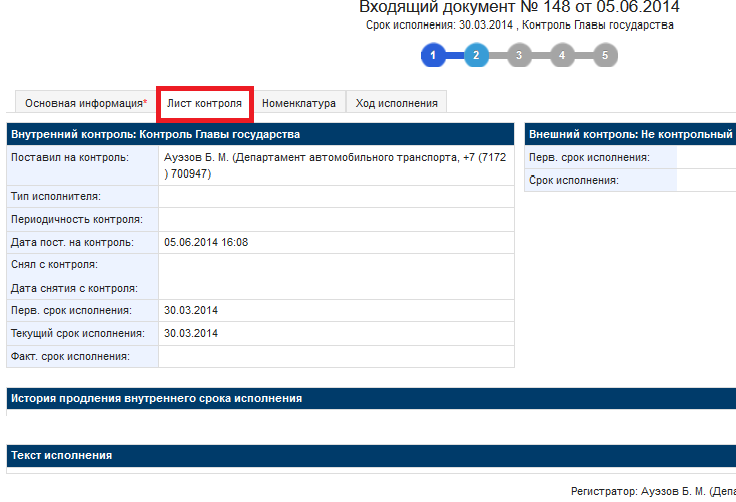 Входящий документ № 148 от 05.06.2014
Срок исполнения: 30.03.2014 , Контроль Главы государства
1 2 3 4 5
Основная информация* Лист контроля Номенклатура Ход исполнения
Внутренний контроль: Контроль Главы государства
Поставил на контроль: Ауэзов Б. М. (Департамент автомобильного транспорта, +7 (7172
) 700947)
Тип исполнителя:
Периодичность контроля:
Дата пост. на контроль: 05.06.2014 16:08
Снял с контроля:
Дата снятия с контроля:
Перв. срок исполнения: 30.03.2014
Текущий срок исполнения: 30.03.2014
Факт. срок исполнения:
Внешний контроль: Не контрольный
Перв. срок исполнения:
Срок исполнения:
История продления внутреннего срока исполнения
Текст исполнения
Регистратор: Ауэзов Б. М. (Депа